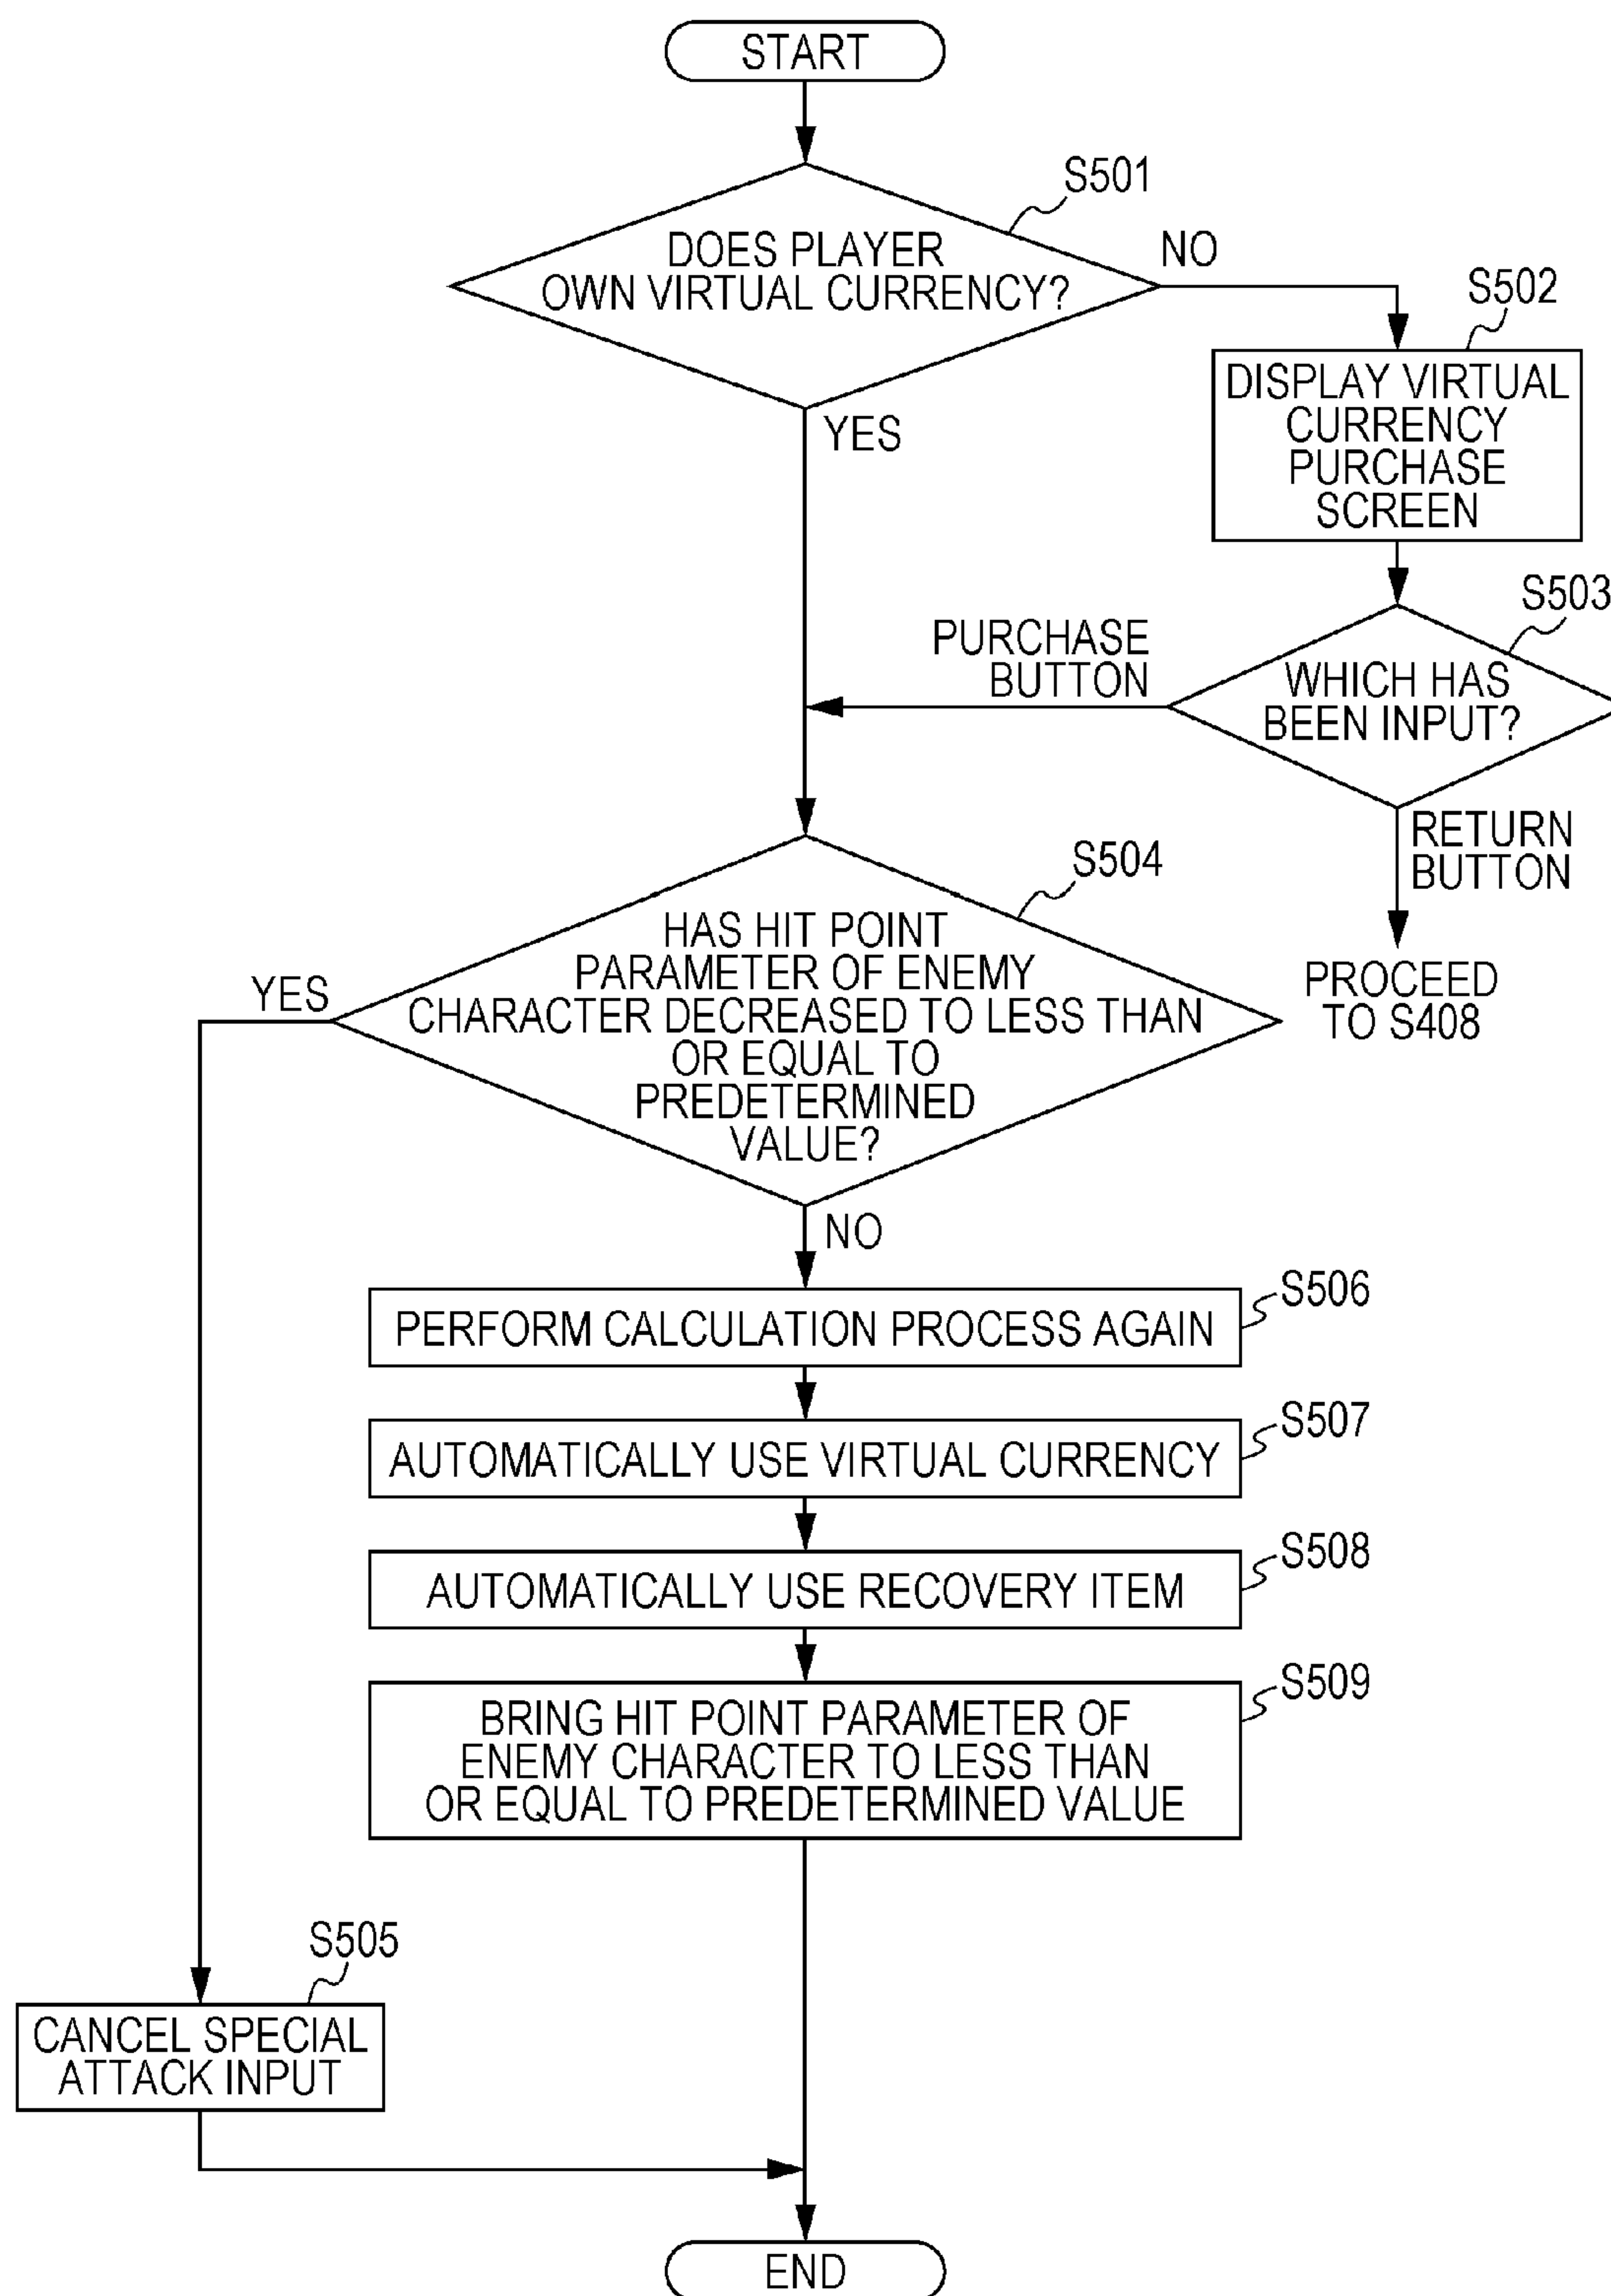 START
S501
DOES PLAYER
OWN VIRTUAL CURRENCY?
NO
YES
S502
DISPLAY VIRTUAL
CURRENCY
PURCHASE
SCREEN
S503
WHICH HAS
BEEN INPUT?
PURCHASE
BUTTON
RETURN
BUTTON
PROCEED
TO S408
S504
HAS HIT POINT
PARAMETER OF ENEMY
CHARACTER DECREASED TO LESS THAN
OR EQUAL TO
PREDETERMINED
VALUE?
YES
NO
S506
PERFORM CALCULATION PROCESS AGAIN
S507
AUTOMATICALLY USE VIRTUAL CURRENCY
S508
AUTOMATICALLY USE RECOVERY ITEM
S509
BRING HIT POINT PARAMETER OF
ENEMY CHARACTER TO LESS THAN
OR EQUAL TO PREDETERMINED VALUE
S505
CANCEL SPECIAL
ATTACK INPUT
END